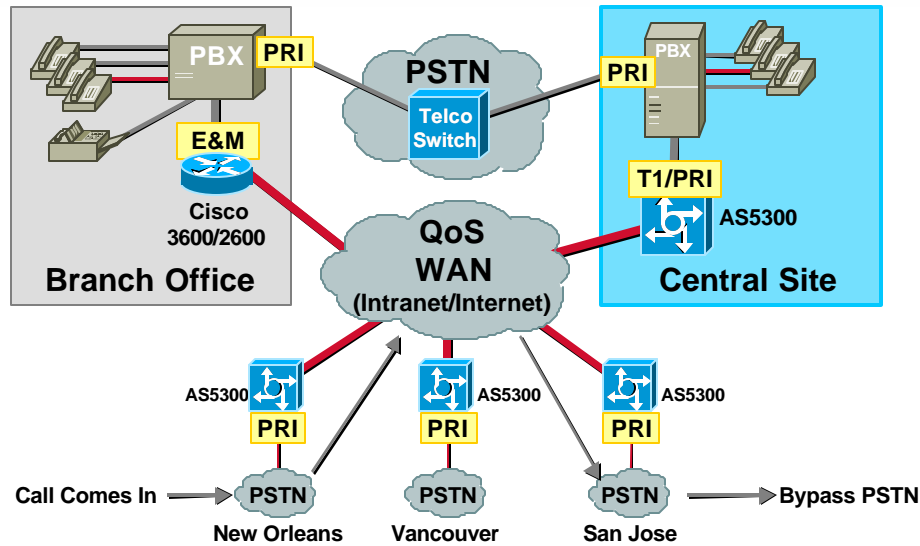 PBX
PRI
E&M
Cisco
3600/2600
Branch Office
PSTN
Telco
Switch
PBX
PRI
T1/PRI
AS5300
Central Site
QoS
WAN
(Intranet/Internet)
AS5300
PRI
AS5300
PRI
AS5300
PRI
Call Comes In
PSTN
New Orleans
PSTN
Vancouver
PSTN
San Jose
Bypass PSTN